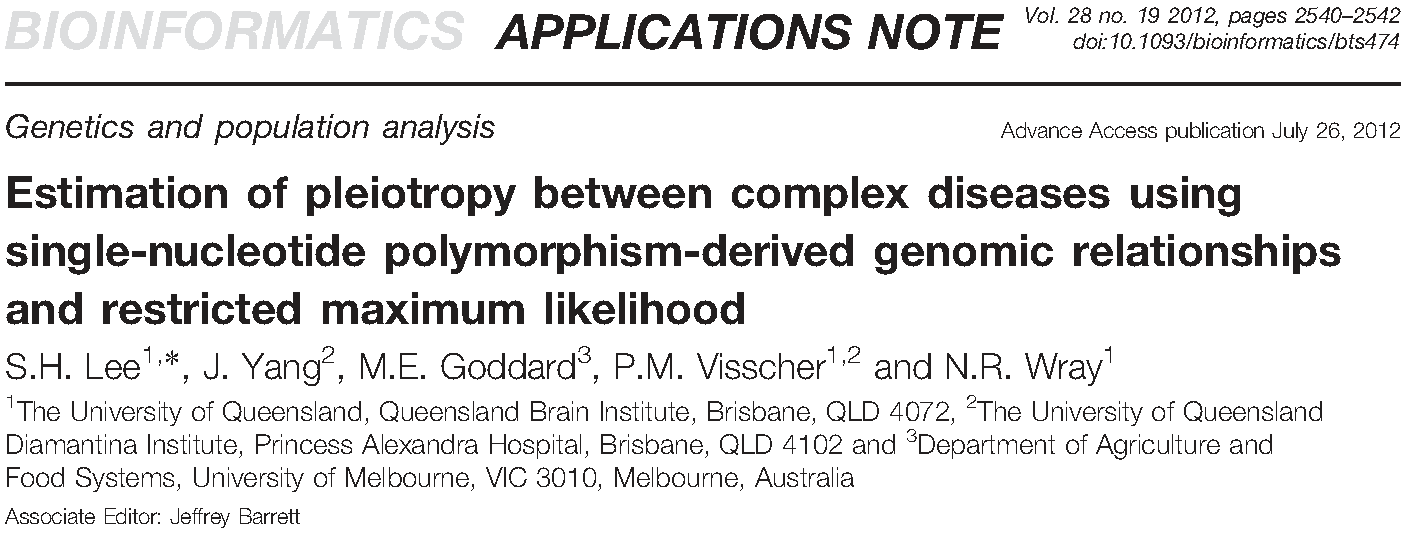 BIOINFORMATICS APPLICATIONS NOTE Vol. 28 no. 19 2012, pages 2540–2542
doi:10.1093/bioinformatics/bts474
Genetics and population analysis Advance Access publication July 26, 2012
Estimation of pleiotropy between complex diseases using
single-nucleotide polymorphism-derived genomic relationships
and restricted maximum likelihood
S.H. Lee1,*, J. Yang2, M.E. Goddard3, P.M. Visscher1,2 and N.R. Wray1
1The University of Queensland, Queensland Brain Institute, Brisbane, QLD 4072, 2The University of Queensland
Diamantina Institute, Princess Alexandra Hospital, Brisbane, QLD 4102 and 3Department of Agriculture and
Food Systems, University of Melbourne, VIC 3010, Melbourne, Australia
Associate Editor: Jeffrey Barrett